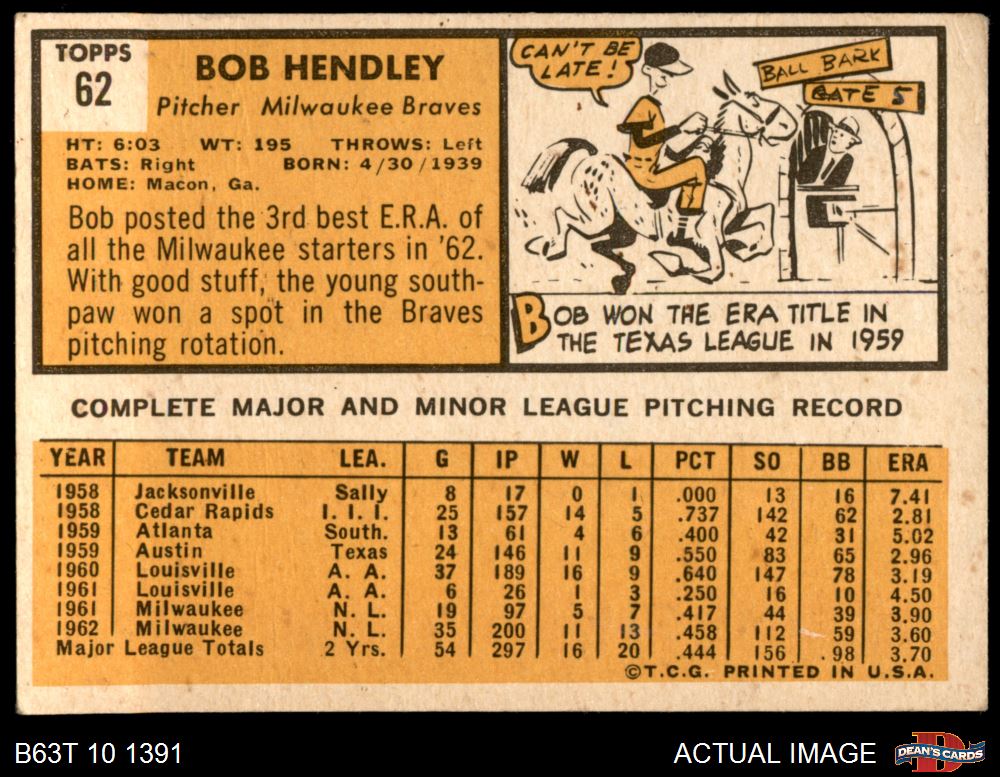 TOPPS
62
BOB HENDLEY
Pitcher Milwaukee Braves
HT: 6:03 WT: 195 THROWS: Left
BATS: Right BORN: 4/30/1939
HOME: Macon, Ga.
Bob posted the 3rd best E.R.A. of
all the Milwaukee starters in '62.
With good stuff, the young south-
paw won a spot in the Braves
pitching rotation.
CAN'T BE
LATE!
BALL BARK
GATE 5
BOB WON THE ERA TITLE IN
THE TEXAS LEAGUE IN 1959
COMPLETE MAJOR AND MINOR LEAGUE PITCHING RECORD
YEAR TEAM LEA. G IP W L PCT SO BB ERA
1958 Jacksonville Sally 8 17 0 1 .000 13 16 7.41
1958 Cedar Rapids I. I. I. 25 157 14 5 .737 142 62 2.81
1959 Atlanta South. 13 61 4 6 .400 42 31 5.02
1959 Austin Texas 24 146 11 9 .550 83 65 2.96
1960 Louisville A. A. 37 189 16 9 .640 147 78 3.19
1961 Louisville A. A. 6 26 1 3 .250 16 10 4.50
1961 Milwaukee N. L. 19 97 5 7 .417 44 39 3.90
1962 Milwaukee N. L. 35 200 11 13 .458 112 59 3.60
Major League Totals 2 Yrs. 54 297 16 20 .444 156 98 3.70
©T.C.G. PRINTED IN U.S.A.
B63T 10 1391
ACTUAL IMAGE
DEAN'S CARDS